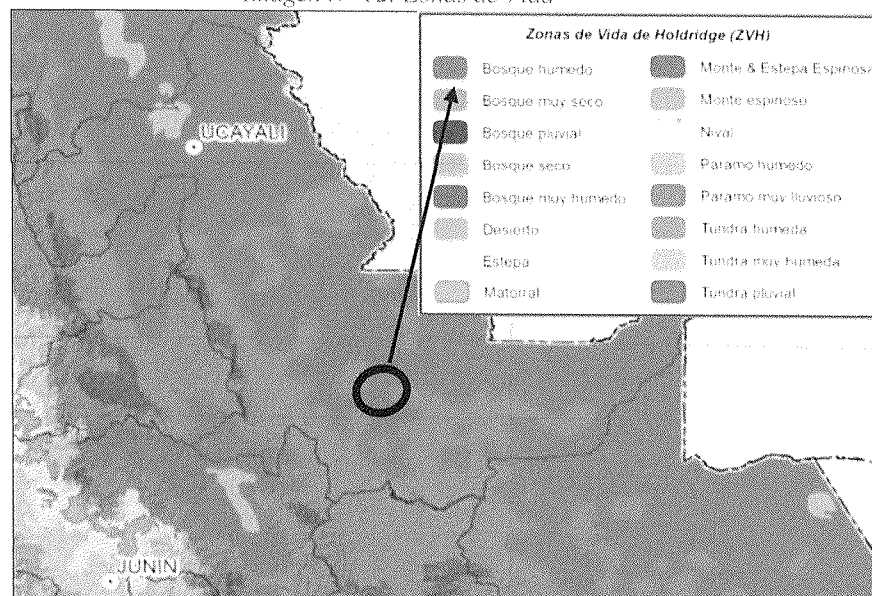 Zonas de Vida de Holdridge (ZVH)
Bosque humedo
Bosque muy seco
Bosque pluvial
Bosque seco
Bosque muy humedo
Desierto
Estepa
Matorral
Monte & Estepa Espinosa
Monte espinoso
Nival
Paramo humedo
Paramo muy lluvioso
Tundra humeda
Tundra muy humeda
Tundra pluvial
UCAYALI
JUNIN